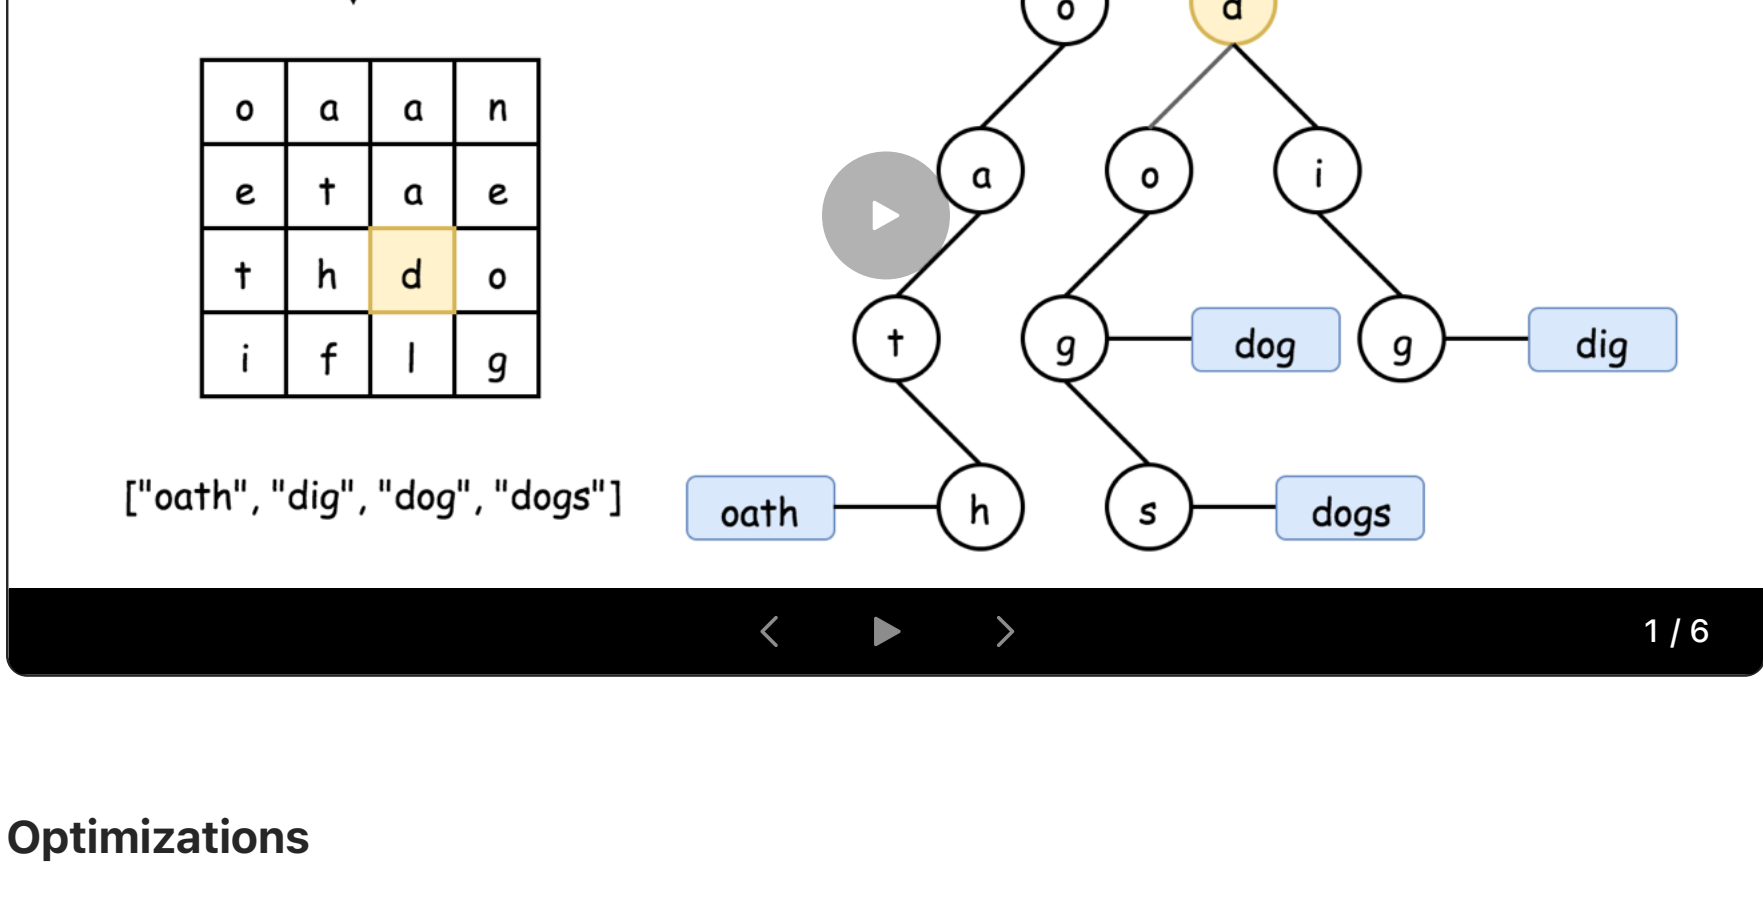 o d
o a a n
a o i
e t a e
t h d o
t g dog g dig
i f l g
["oath", "dig", "dog", "dogs"]
oath h s dogs
1 / 6
Optimizations